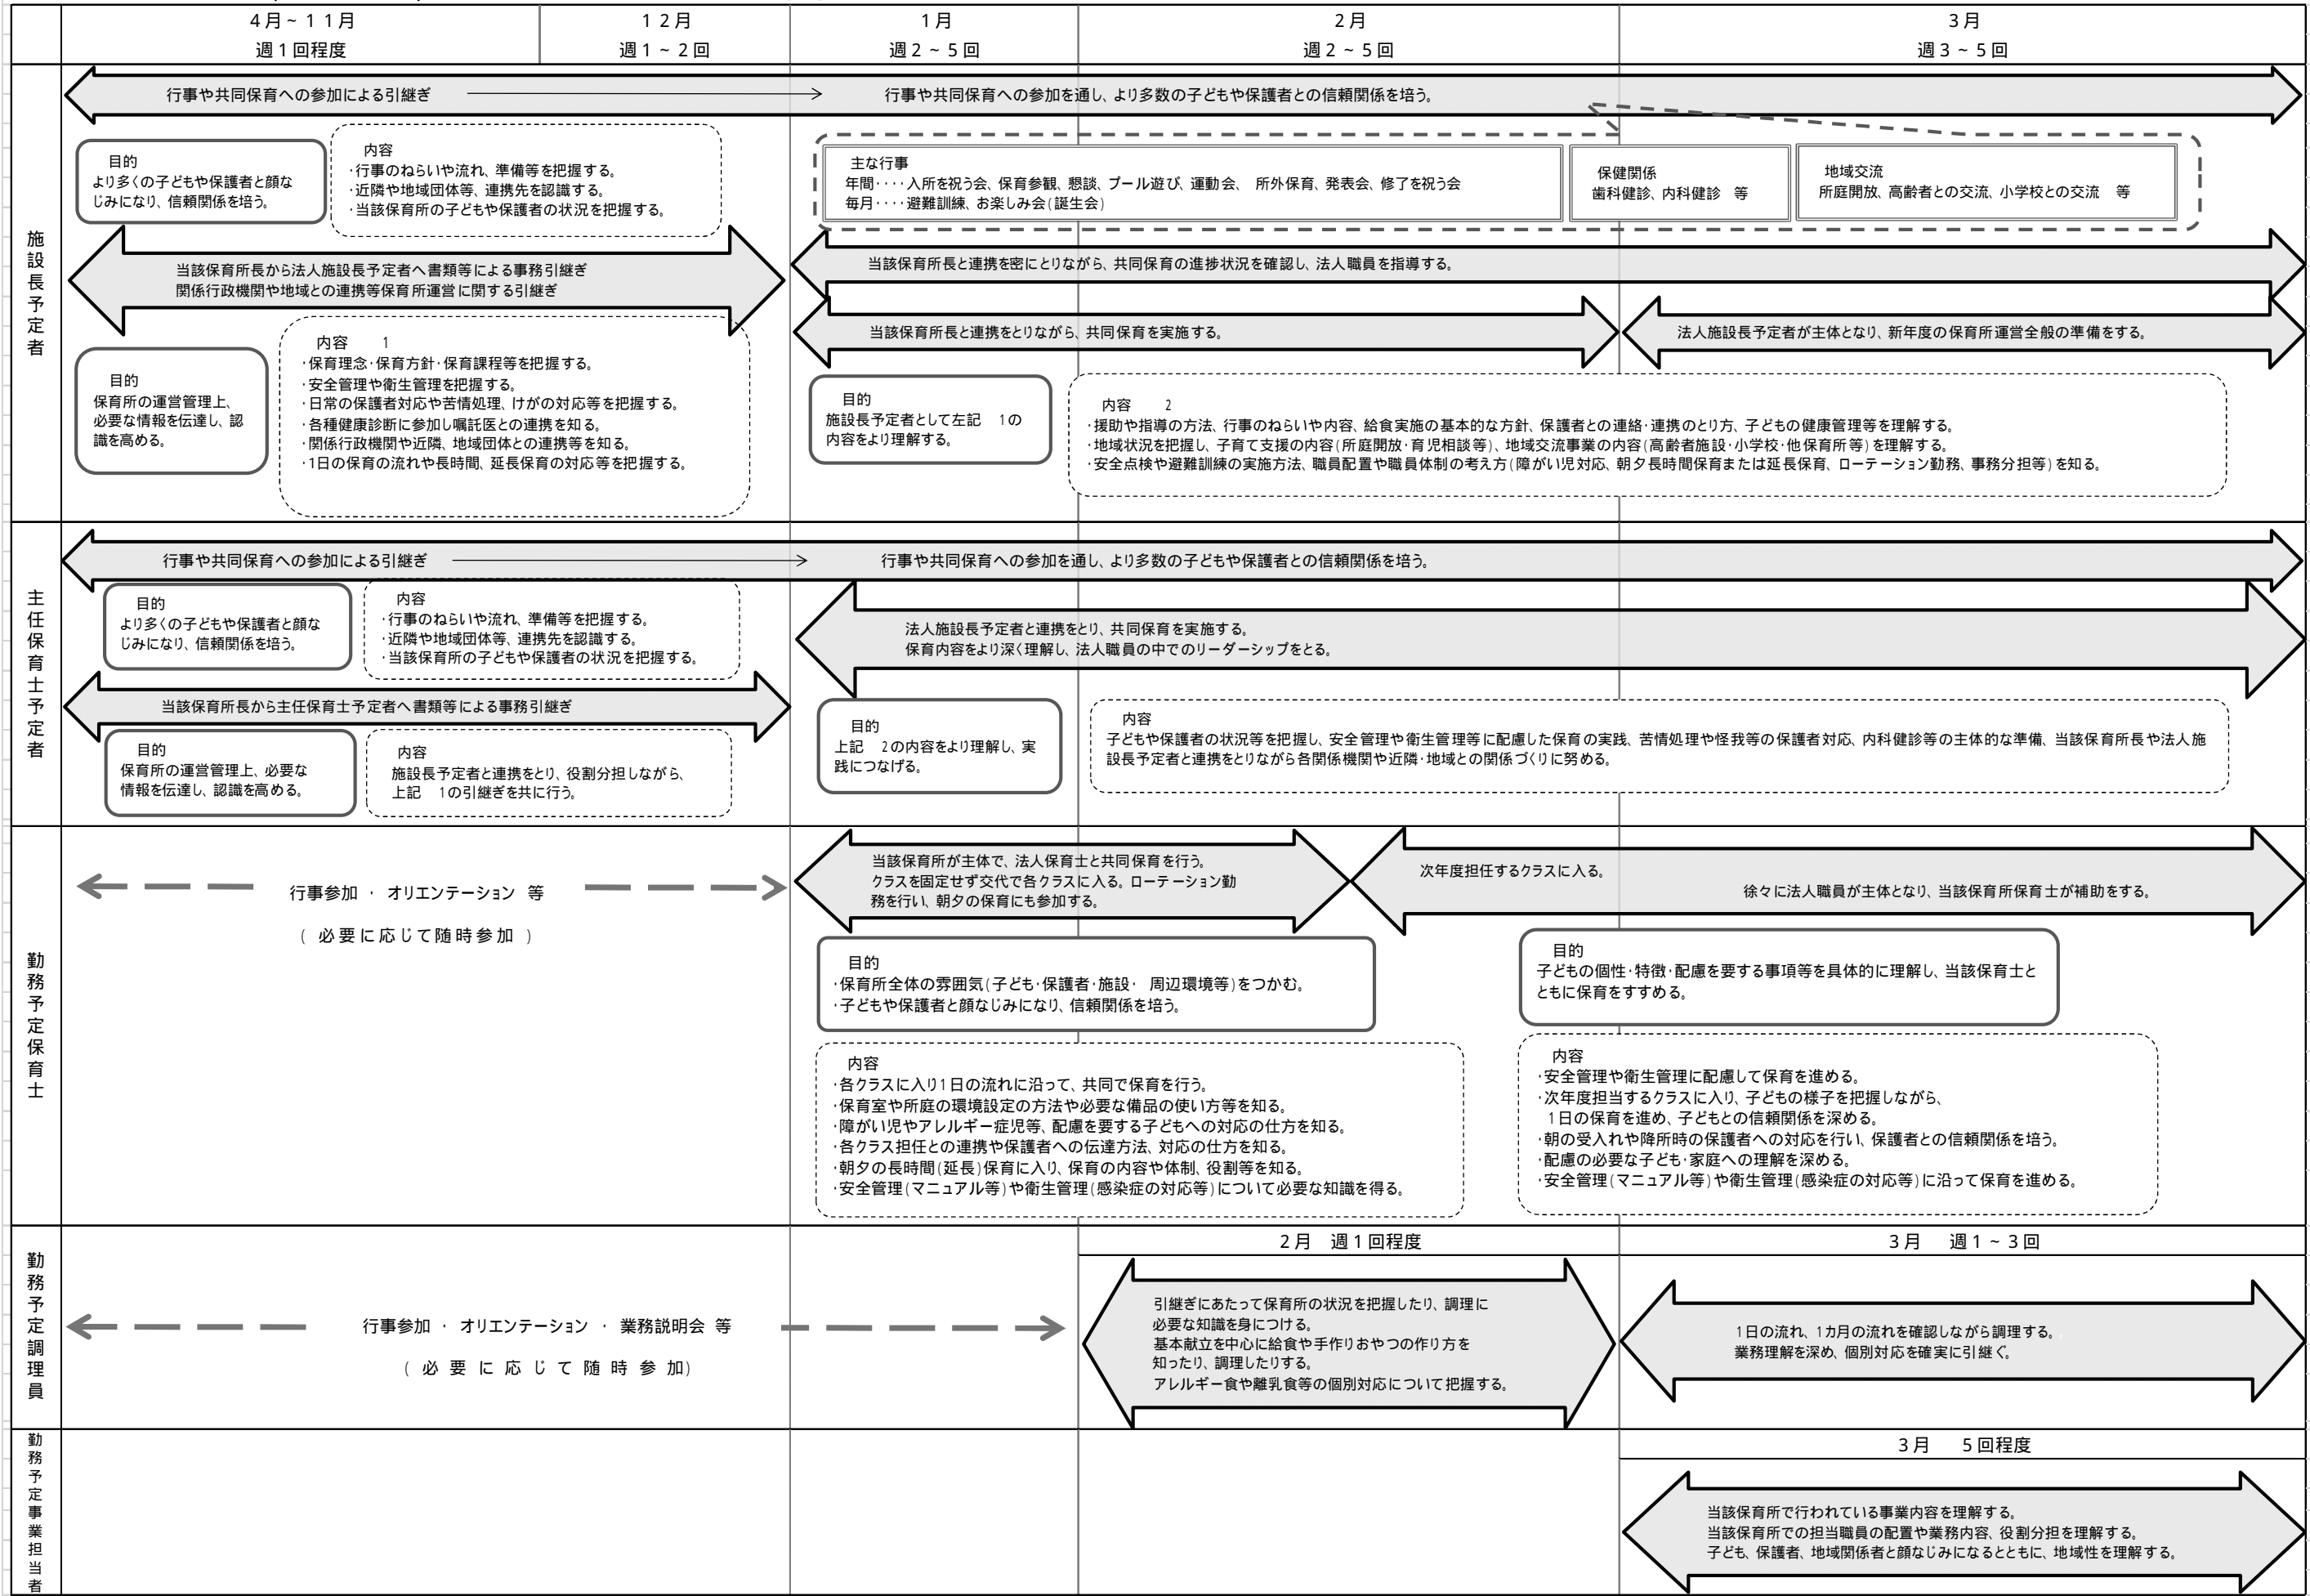 4月～11月
週1回程度
12月
週1～2回
1月
週2～5回
2月
週2～5回
3月
週3～5回
施設長予定者
行事や共同保育への参加による引継ぎ
行事や共同保育への参加を通し、より多数の子どもや保護者との信頼関係を培う。
目的
より多くの子どもや保護者と顔な
じみになり、信頼関係を培う。
内容
・行事のねらいや流れ、準備等を把握する。
・近隣や地域団体等、連携先を認識する。
・当該保育所の子どもや保護者の状況を把握する。
主な行事
年間・・・・入所を祝う会、保育参観、懇談、プール遊び、運動会、　所外保育、発表会、修了を祝う会
毎月・・・・避難訓練、お楽しみ会(誕生会)
保健関係
歯科健診、内科健診　等
地域交流
所庭開放、高齢者との交流、小学校との交流　等
当該保育所長から法人施設長予定者へ書類等による事務引継ぎ
関係行政機関や地域との連携等保育所運営に関する引継ぎ
当該保育所長と連携を密にとりながら、共同保育の進捗状況を確認し、法人職員を指導する。
当該保育所長と連携をとりながら、共同保育を実施する。
法人施設長予定者が主体となり、新年度の保育所運営全般の準備をする。
目的
保育所の運営管理上、
必要な情報を伝達し、認
識を高める。
内容　　1
・保育理念・保育方針・保育課程等を把握する。
・安全管理や衛生管理を把握する。
・日常の保護者対応や苦情処理、けがの対応等を把握する。
・各種健康診断に参加し嘱託医との連携を知る。
・関係行政機関や近隣、地域団体との連携等を知る。
・1日の保育の流れや長時間、延長保育の対応等を把握する。
目的
施設長予定者として左記　1の
内容をより理解する。
内容　　2
・援助や指導の方法、行事のねらいや内容、給食実施の基本的な方針、保護者との連絡・連携のとり方、子どもの健康管理等を理解する。
・地域状況を把握し、子育て支援の内容(所庭開放・育児相談等)、地域交流事業の内容(高齢者施設・小学校・他保育所等)を理解する。
・安全点検や避難訓練の実施方法、職員配置や職員体制の考え方(障がい児対応、朝夕長時間保育または延長保育、ローテーション勤務、事務分担等)を知る。
主任保育士予定者
行事や共同保育への参加による引継ぎ
行事や共同保育への参加を通し、より多数の子どもや保護者との信頼関係を培う。
目的
より多くの子どもや保護者と顔な
じみになり、信頼関係を培う。
内容
・行事のねらいや流れ、準備等を把握する。
・近隣や地域団体等、連携先を認識する。
・当該保育所の子どもや保護者の状況を把握する。
法人施設長予定者と連携をとり、共同保育を実施する。
保育内容をより深く理解し、法人職員の中でのリーダーシップをとる。
当該保育所長から主任保育士予定者へ書類等による事務引継ぎ
目的
保育所の運営管理上、必要な
情報を伝達し、認識を高める。
内容
施設長予定者と連携をとり、役割分担しながら、
上記　1の引継ぎを共に行う。
目的
上記　2の内容をより理解し、実
践につなげる。
内容
子どもや保護者の状況等を把握し、安全管理や衛生管理等に配慮した保育の実践、苦情処理や怪我等の保護者対応、内科健診等の主体的な準備、当該保育所長や法人施
設長予定者と連携をとりながら各関係機関や近隣・地域との関係づくりに努める。
勤務予定保育士
行事参加 ・ オリエンテーション 等
( 必要に応じて随時参加 )
当該保育所が主体で、法人保育士と共同保育を行う。
クラスを固定せず交代で各クラスに入る。ローテーション勤
務を行い、朝夕の保育にも参加する。
次年度担任するクラスに入る。
徐々に法人職員が主体となり、当該保育所保育士が補助をする。
目的
・保育所全体の雰囲気(子ども・保護者・施設・ 周辺環境等)をつかむ。
・子どもや保護者と顔なじみになり、信頼関係を培う。
目的
子どもの個性・特徴・配慮を要する事項等を具体的に理解し、当該保育士と
ともに保育をすすめる。
内容
・各クラスに入り1日の流れに沿って、共同で保育を行う。
・保育室や所庭の環境設定の方法や必要な備品の使い方等を知る。
・障がい児やアレルギー症児等、配慮を要する子どもへの対応の仕方を知る。
・各クラス担任との連携や保護者への伝達方法、対応の仕方を知る。
・朝夕の長時間(延長)保育に入り、保育の内容や体制、役割等を知る。
・安全管理(マニュアル等)や衛生管理(感染症の対応等)について必要な知識を得る。
内容
・安全管理や衛生管理に配慮して保育を進める。
・次年度担当するクラスに入り、子どもの様子を把握しながら、
1日の保育を進め、子どもとの信頼関係を深める。
・朝の受入れや降所時の保護者への対応を行い、保護者との信頼関係を培う。
・配慮の必要な子ども・家庭への理解を深める。
・安全管理(マニュアル等)や衛生管理(感染症の対応等)に沿って保育を進める。
勤務予定調理員
行事参加 ・ オリエンテーション ・ 業務説明会 等
( 必要に応じて随時参加)
2月　週1回程度
引継ぎにあたって保育所の状況を把握したり、調理に
必要な知識を身につける。
基本献立を中心に給食や手作りおやつの作り方を
知ったり、調理したりする。
アレルギー食や離乳食等の個別対応について把握する。
3月　週1～3回
1日の流れ、1カ月の流れを確認しながら調理する。
業務理解を深め、個別対応を確実に引継ぐ。
勤務予定事業担当者
3月　5回程度
当該保育所で行われている事業内容を理解する。
当該保育所での担当職員の配置や業務内容、役割分担を理解する。
子ども、保護者、地域関係者と顔なじみになるとともに、地域性を理解する。